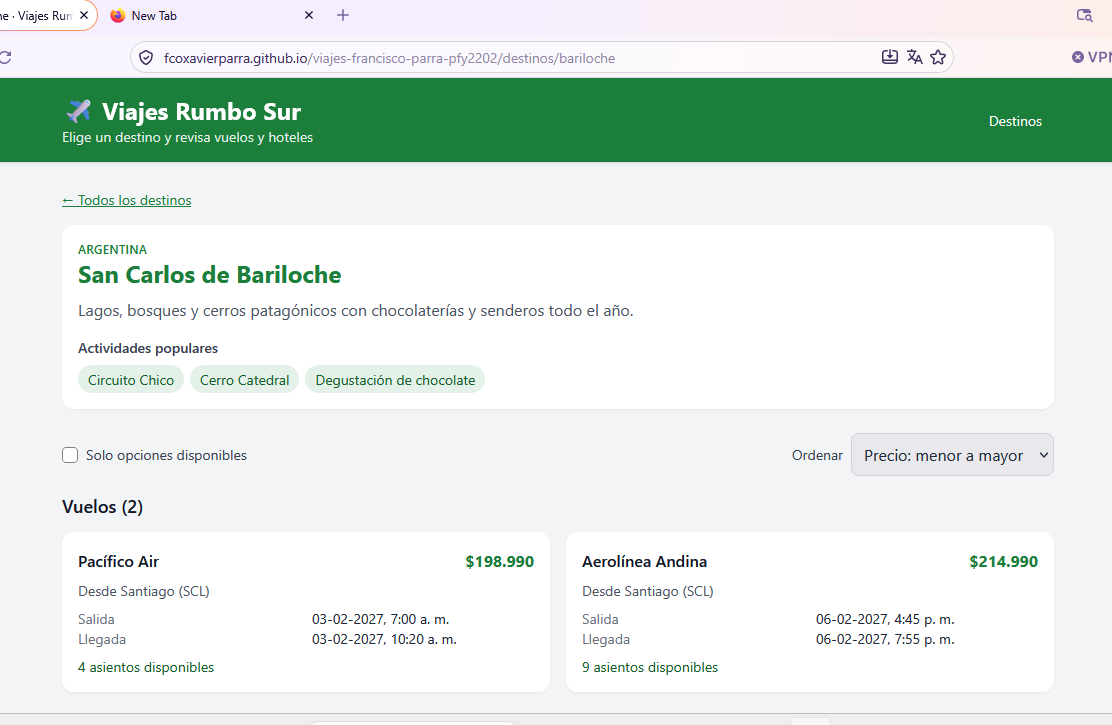 ne · Viajes Run
New Tab
fcoxavierparra.github.io/viajes-francisco-parra-pfy2202/destinos/bariloche
VPN
Viajes Rumbo Sur
Elige un destino y revisa vuelos y hoteles
Destinos
← Todos los destinos
ARGENTINA
San Carlos de Bariloche
Lagos, bosques y cerros patagónicos con chocolaterías y senderos todo el año.
Actividades populares
Circuito Chico Cerro Catedral Degustación de chocolate
Solo opciones disponibles
Ordenar Precio: menor a mayor
Vuelos (2)
Pacífico Air $198.990
Desde Santiago (SCL)
Salida 03-02-2027, 7:00 a. m.
Llegada 03-02-2027, 10:20 a. m.
4 asientos disponibles
Aerolínea Andina $214.990
Desde Santiago (SCL)
Salida 06-02-2027, 4:45 p. m.
Llegada 06-02-2027, 7:55 p. m.
9 asientos disponibles